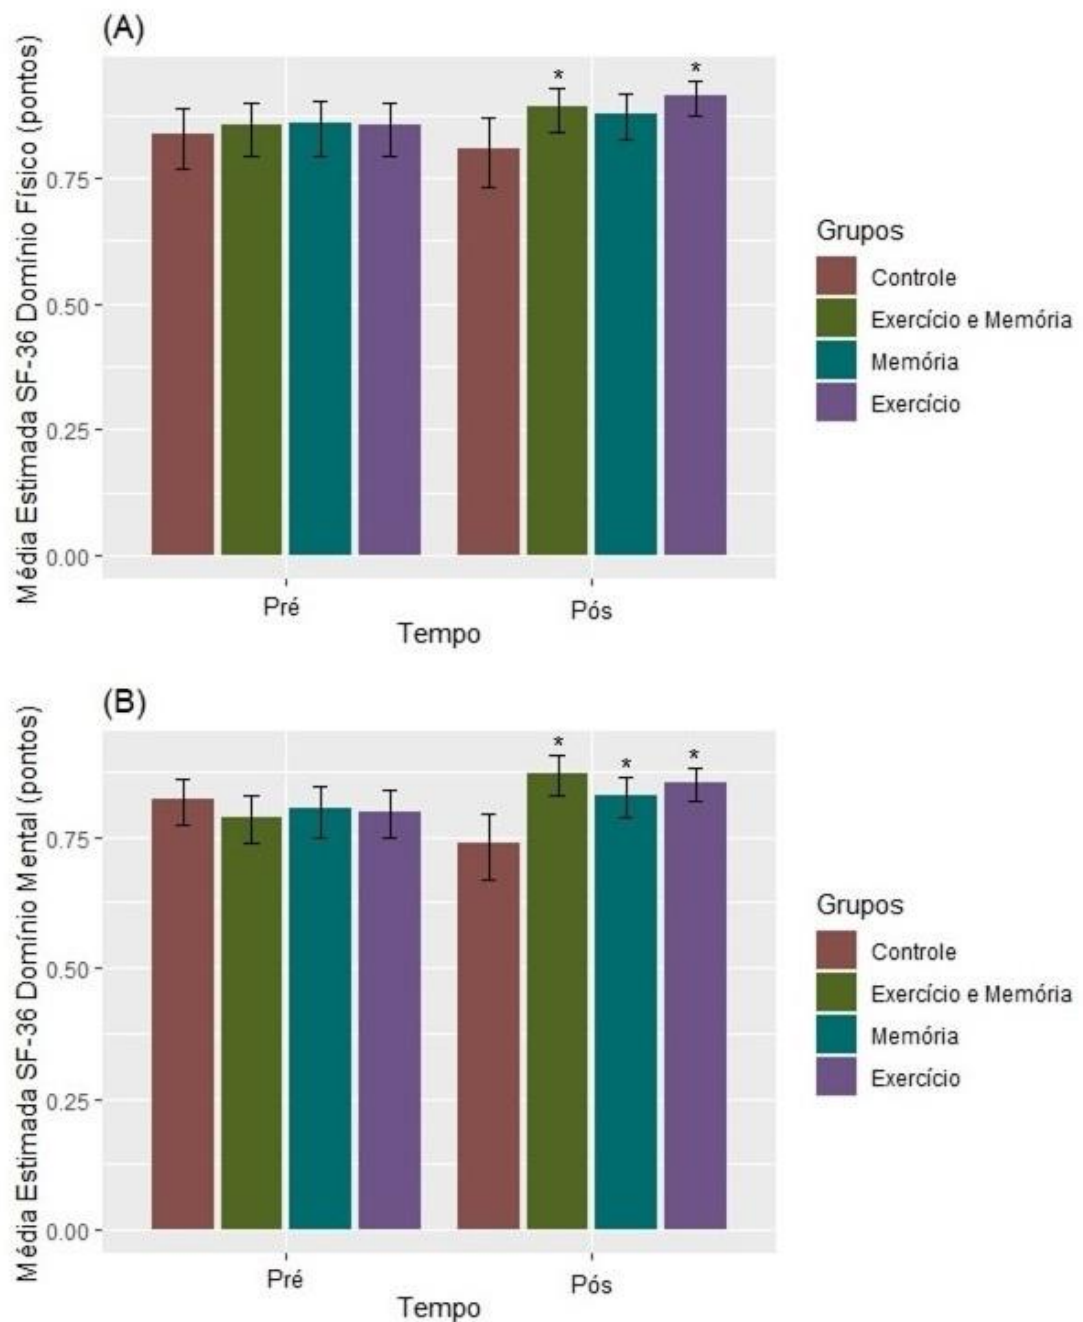 (A)
Média Estimada SF-36 Domínio Físico (pontos)
0.75
0.50
0.25
0.00
* *
Pré Pós
Tempo
Grupos
Controle
Exercício e Memória
Memória
Exercício
(B)
Média Estimada SF-36 Domínio Mental (pontos)
0.75
0.50
0.25
0.00
* * *
Pré Pós
Tempo
Grupos
Controle
Exercício e Memória
Memória
Exercício